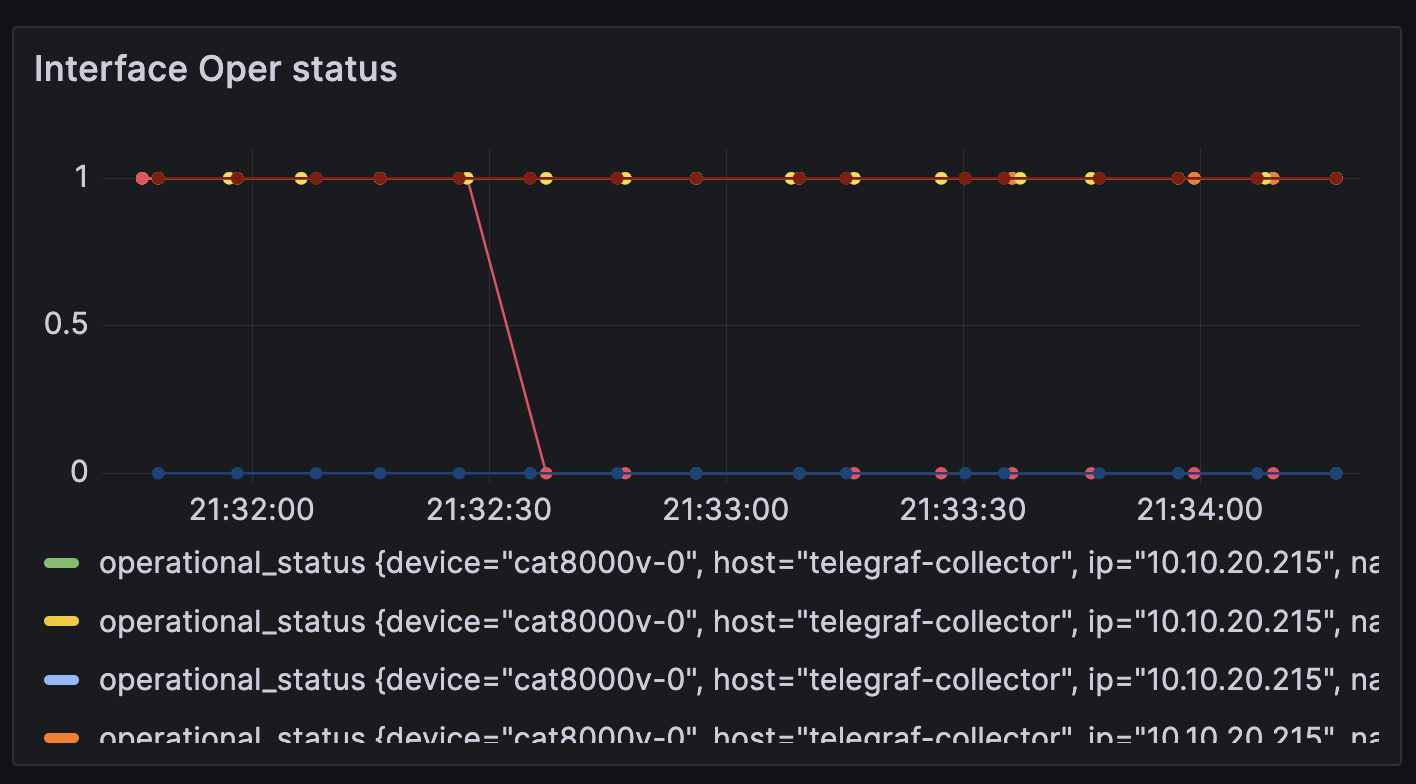 Interface Oper status
1
0.5
0
21:32:00 21:32:30 21:33:00 21:33:30 21:34:00
operational_status {device="cat8000v-0", host="telegraf-collector", ip="10.10.20.215", na
operational_status {device="cat8000v-0", host="telegraf-collector", ip="10.10.20.215", na
operational_status {device="cat8000v-0", host="telegraf-collector", ip="10.10.20.215", na
operational_status {device="cat8000v-0", host="telegraf-collector", ip="10.10.20.215", na